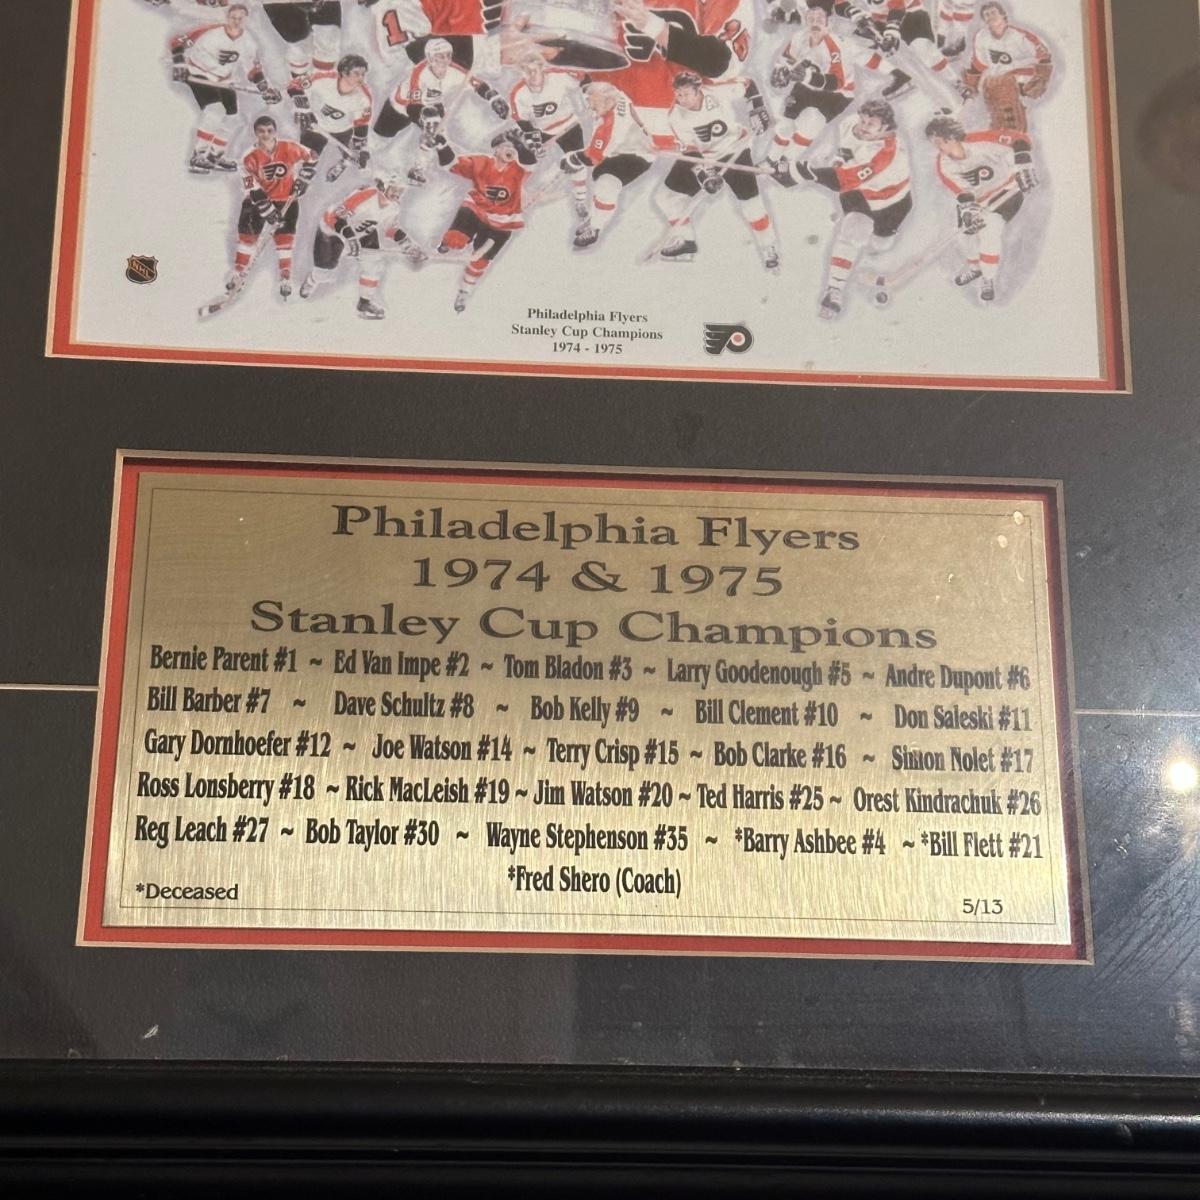 NHL
Philadelphia Flyers
Stanley Cup Champions
1974 - 1975
Philadelphia Flyers
1974 & 1975
Stanley Cup Champions
Bernie Parent #1 ~ Ed Van Impe #2 ~ Tom Bladon #3 ~ Larry Goodenough #5 ~ Andre Dupont #6
Bill Barber #7 ~ Dave Schultz #8 ~ Bob Kelly #9 ~ Bill Clement #10 ~ Don Saleski #11
Gary Dornhoefer #12 ~ Joe Watson #14 ~ Terry Crisp #15 ~ Bob Clarke #16 ~ Simon Nolet #17
Ross Lonsberry #18 ~ Rick MacLeish #19 ~ Jim Watson #20 ~ Ted Harris #25 ~ Orest Kindrachuk #26
Reg Leach #27 ~ Bob Taylor #30 ~ Wayne Stephenson #35 ~ *Barry Ashbee #4 ~ *Bill Flett #21
*Fred Shero (Coach)
*Deceased
5/13